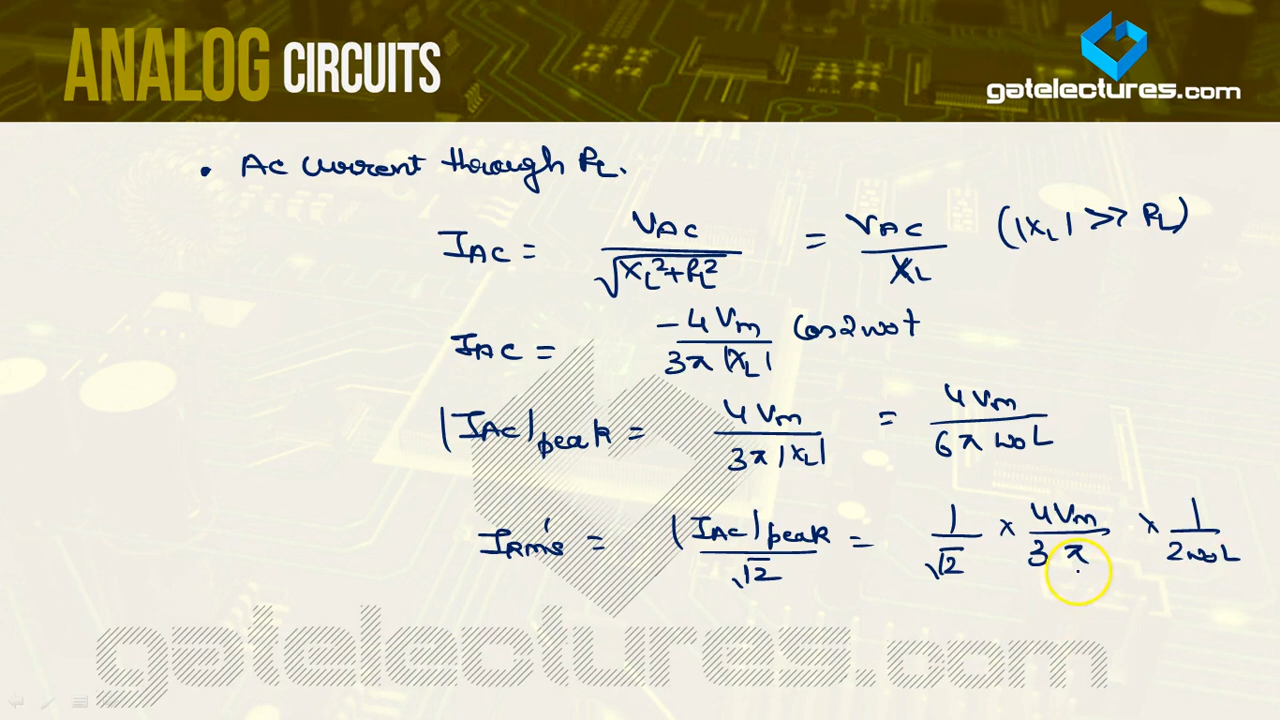 ANALOG CIRCUITS
gatelectures.com
• AC current through RL.
IAC = VAC / √(XL² + RL²) = VAC / XL (|XL| >> RL)
IAC = -4Vm / 3π|XL| Cos2ω₀t
|IAC|peak = 4Vm / 3π|XL| = 4Vm / 6πω₀L
I'RMS = |IAC|peak / √2 = 1/√2 × 4Vm / 3π × 1 / 2ω₀L
gatelectures.com